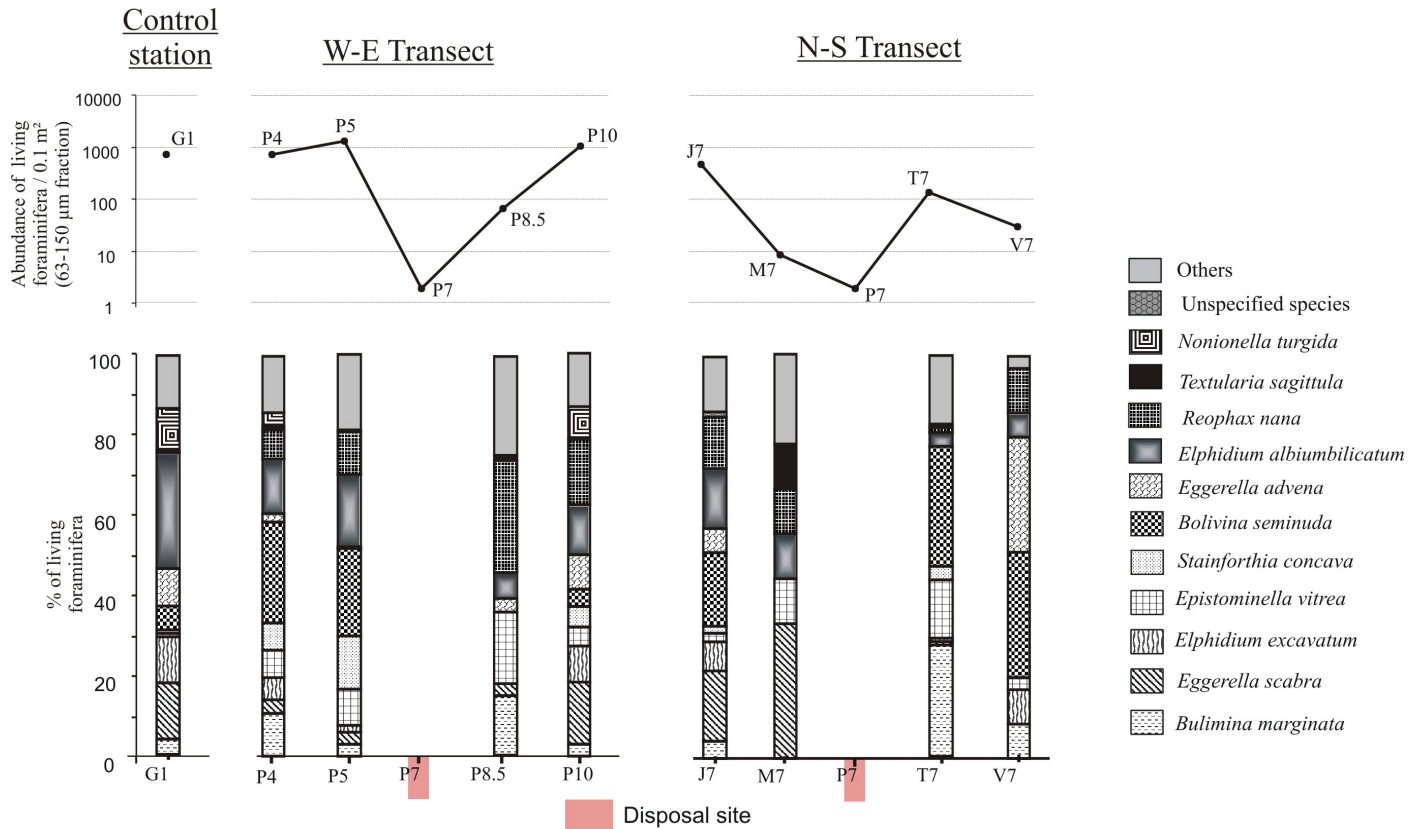 Control
station
W-E Transect
N-S Transect
Abundance of living
foraminifera / 0.1 m²
(63-150 µm fraction)
10000
1000
100
10
1
G1
P4
P5
P7
P8.5
P10
J7
M7
P7
T7
V7
% of living
foraminifera
100
80
60
40
20
0
G1
P4
P5
P7
P8.5
P10
J7
M7
P7
T7
V7
Others
Unspecified species
Nonionella turgida
Textularia sagittula
Reophax nana
Elphidium albiumbilicatum
Eggerella advena
Bolivina seminuda
Stainforthia concava
Epistominella vitrea
Elphidium excavatum
Eggerella scabra
Bulimina marginata
Disposal site